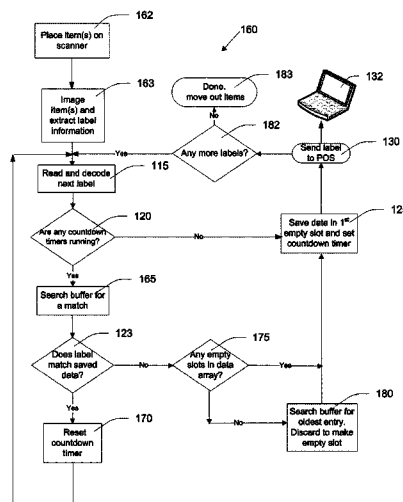 162
Place item(s) on
scanner
160
163
Image
item(s) and
extract label
information
183
Done,
move out items
132
No
182
Any more labels?
Yes
130
Send label
to POS
115
Read and decode
next label
120
Are any countdown
timers running?
No
Save data in 1st
empty slot and set
countdown timer
Yes
165
Search buffer for
a match
123
Does label
match saved
data?
No
175
Any empty
slots in data
array?
Yes
Yes
170
Reset
countdown
timer
No
180
Search buffer for
oldest entry.
Discard to make
empty slot